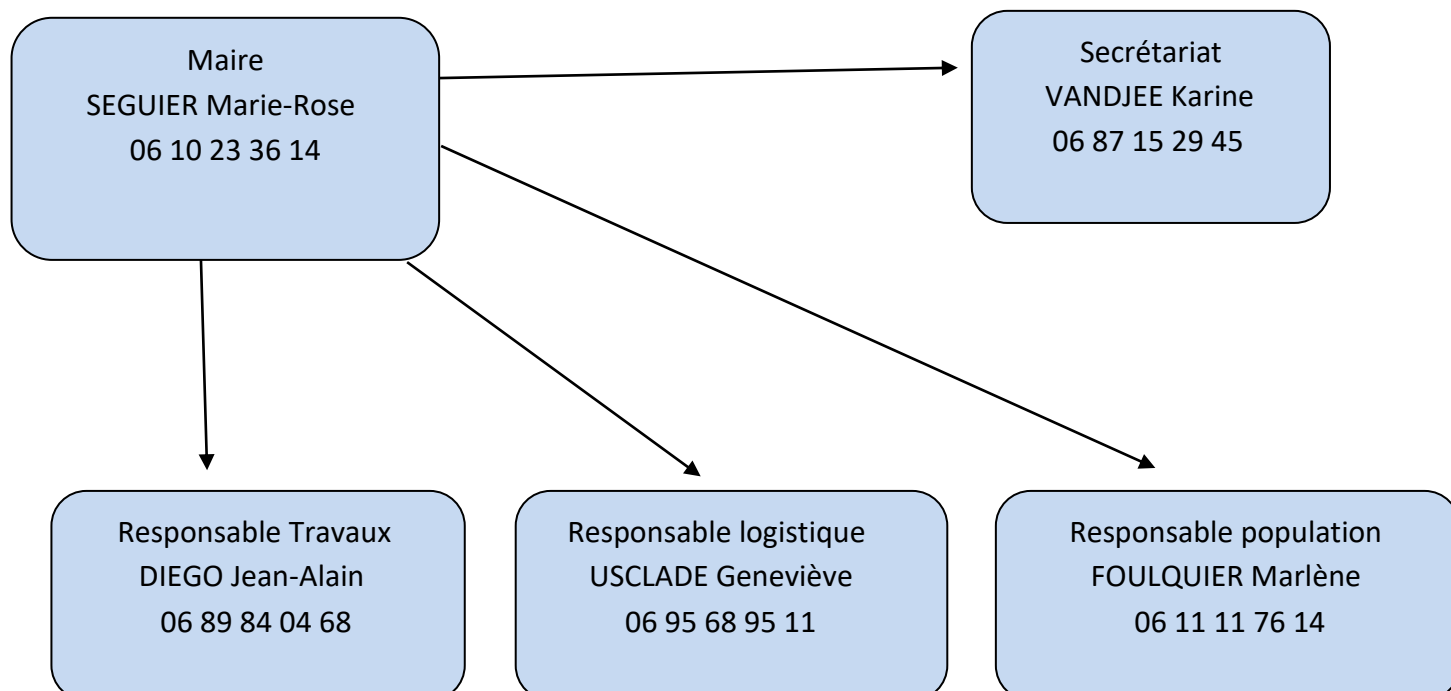 Maire
SEGUIER Marie-Rose
06 10 23 36 14
Secrétariat
VANDJEE Karine
06 87 15 29 45
Responsable Travaux
DIEGO Jean-Alain
06 89 84 04 68
Responsable logistique
USCLADE Geneviève
06 95 68 95 11
Responsable population
FOULQUIER Marlène
06 11 11 76 14